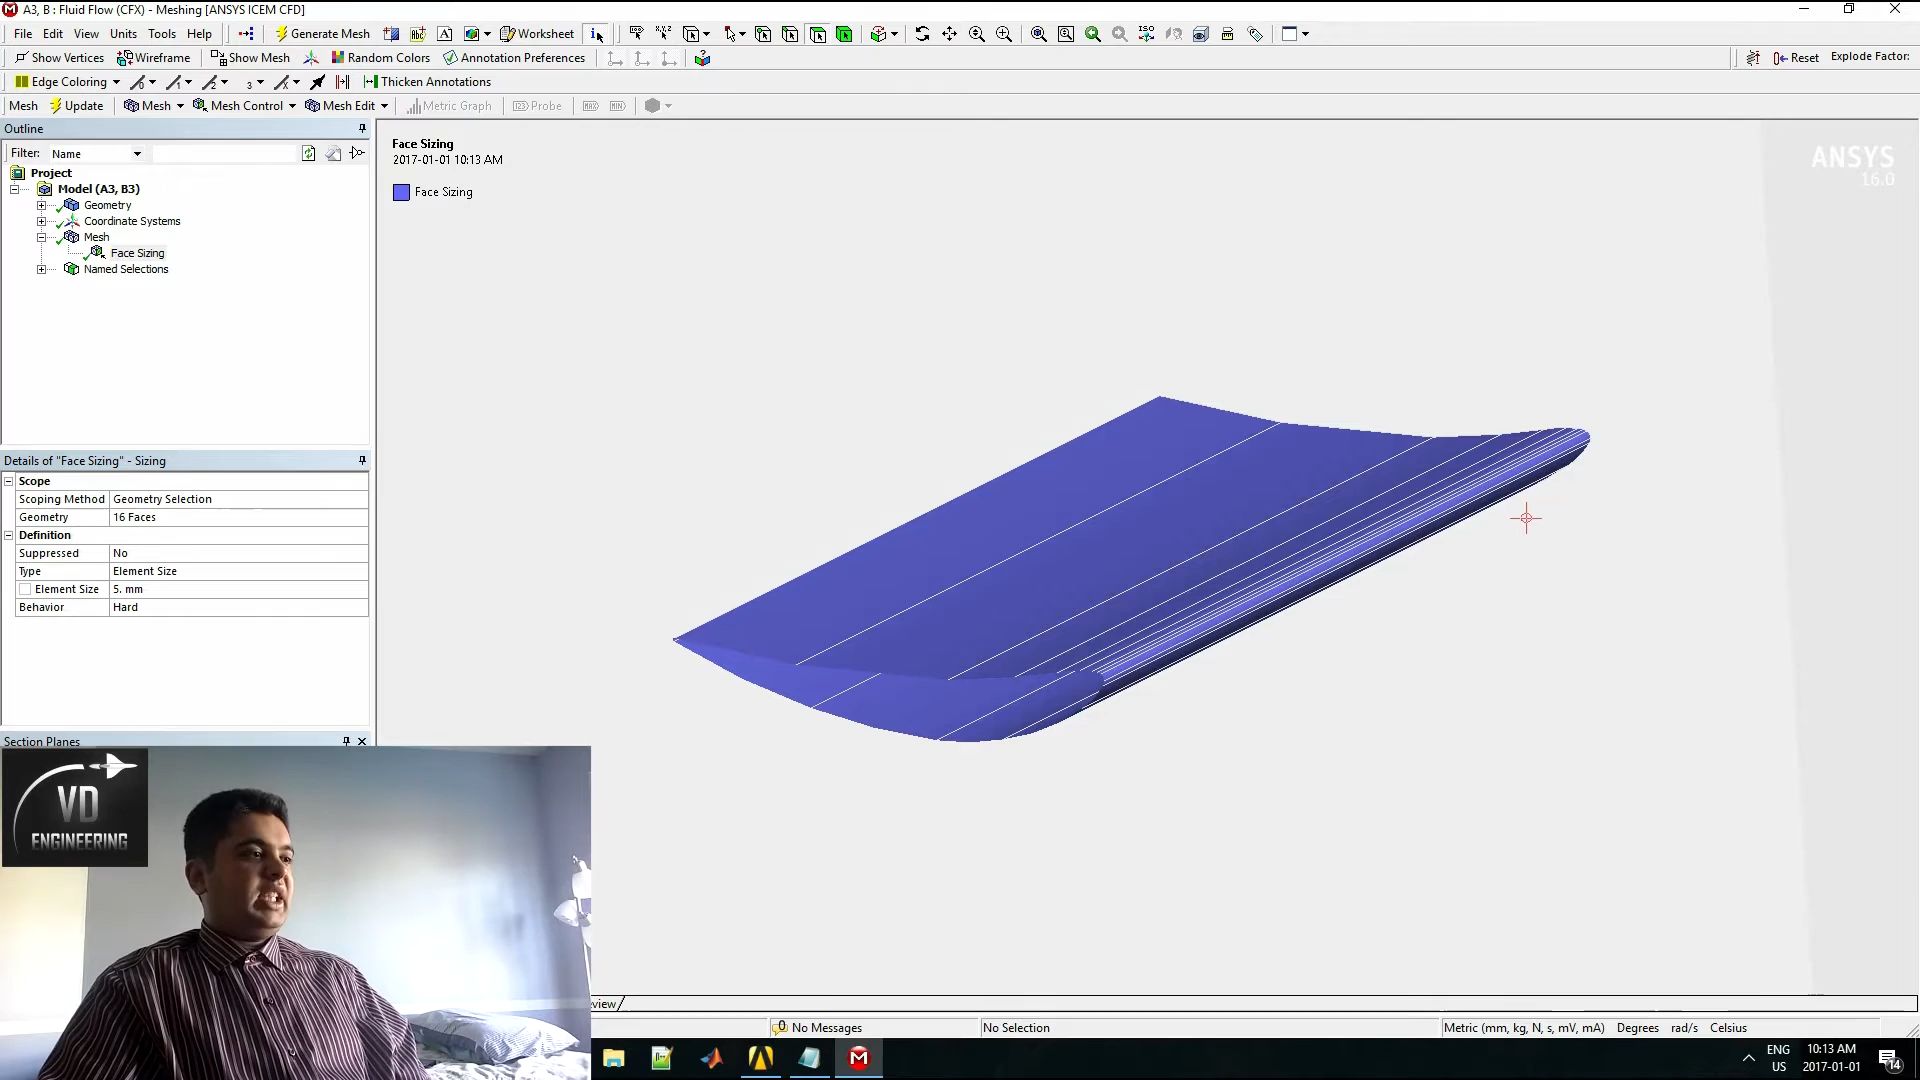 A3, B : Fluid Flow (CFX) - Meshing [ANSYS ICEM CFD]
File Edit View Units Tools Help Generate Mesh Worksheet
Show Vertices Wireframe Show Mesh Random Colors Annotation Preferences Reset Explode Factor:
Edge Coloring Thicken Annotations
Mesh Update Mesh Mesh Control Mesh Edit Metric Graph Probe
Outline
Filter: Name
Project
Model (A3, B3)
Geometry
Coordinate Systems
Mesh
Face Sizing
Named Selections
Details of "Face Sizing" - Sizing
Scope
Scoping Method Geometry Selection
Geometry 16 Faces
Definition
Suppressed No
Type Element Size
Element Size 5. mm
Behavior Hard
Section Planes
Face Sizing
2017-01-01 10:13 AM
Face Sizing
ANSYS
16.0
VD
ENGINEERING
No Messages No Selection Metric (mm, kg, N, s, mV, mA) Degrees rad/s Celsius
ENG 10:13 AM
US 2017-01-01 14